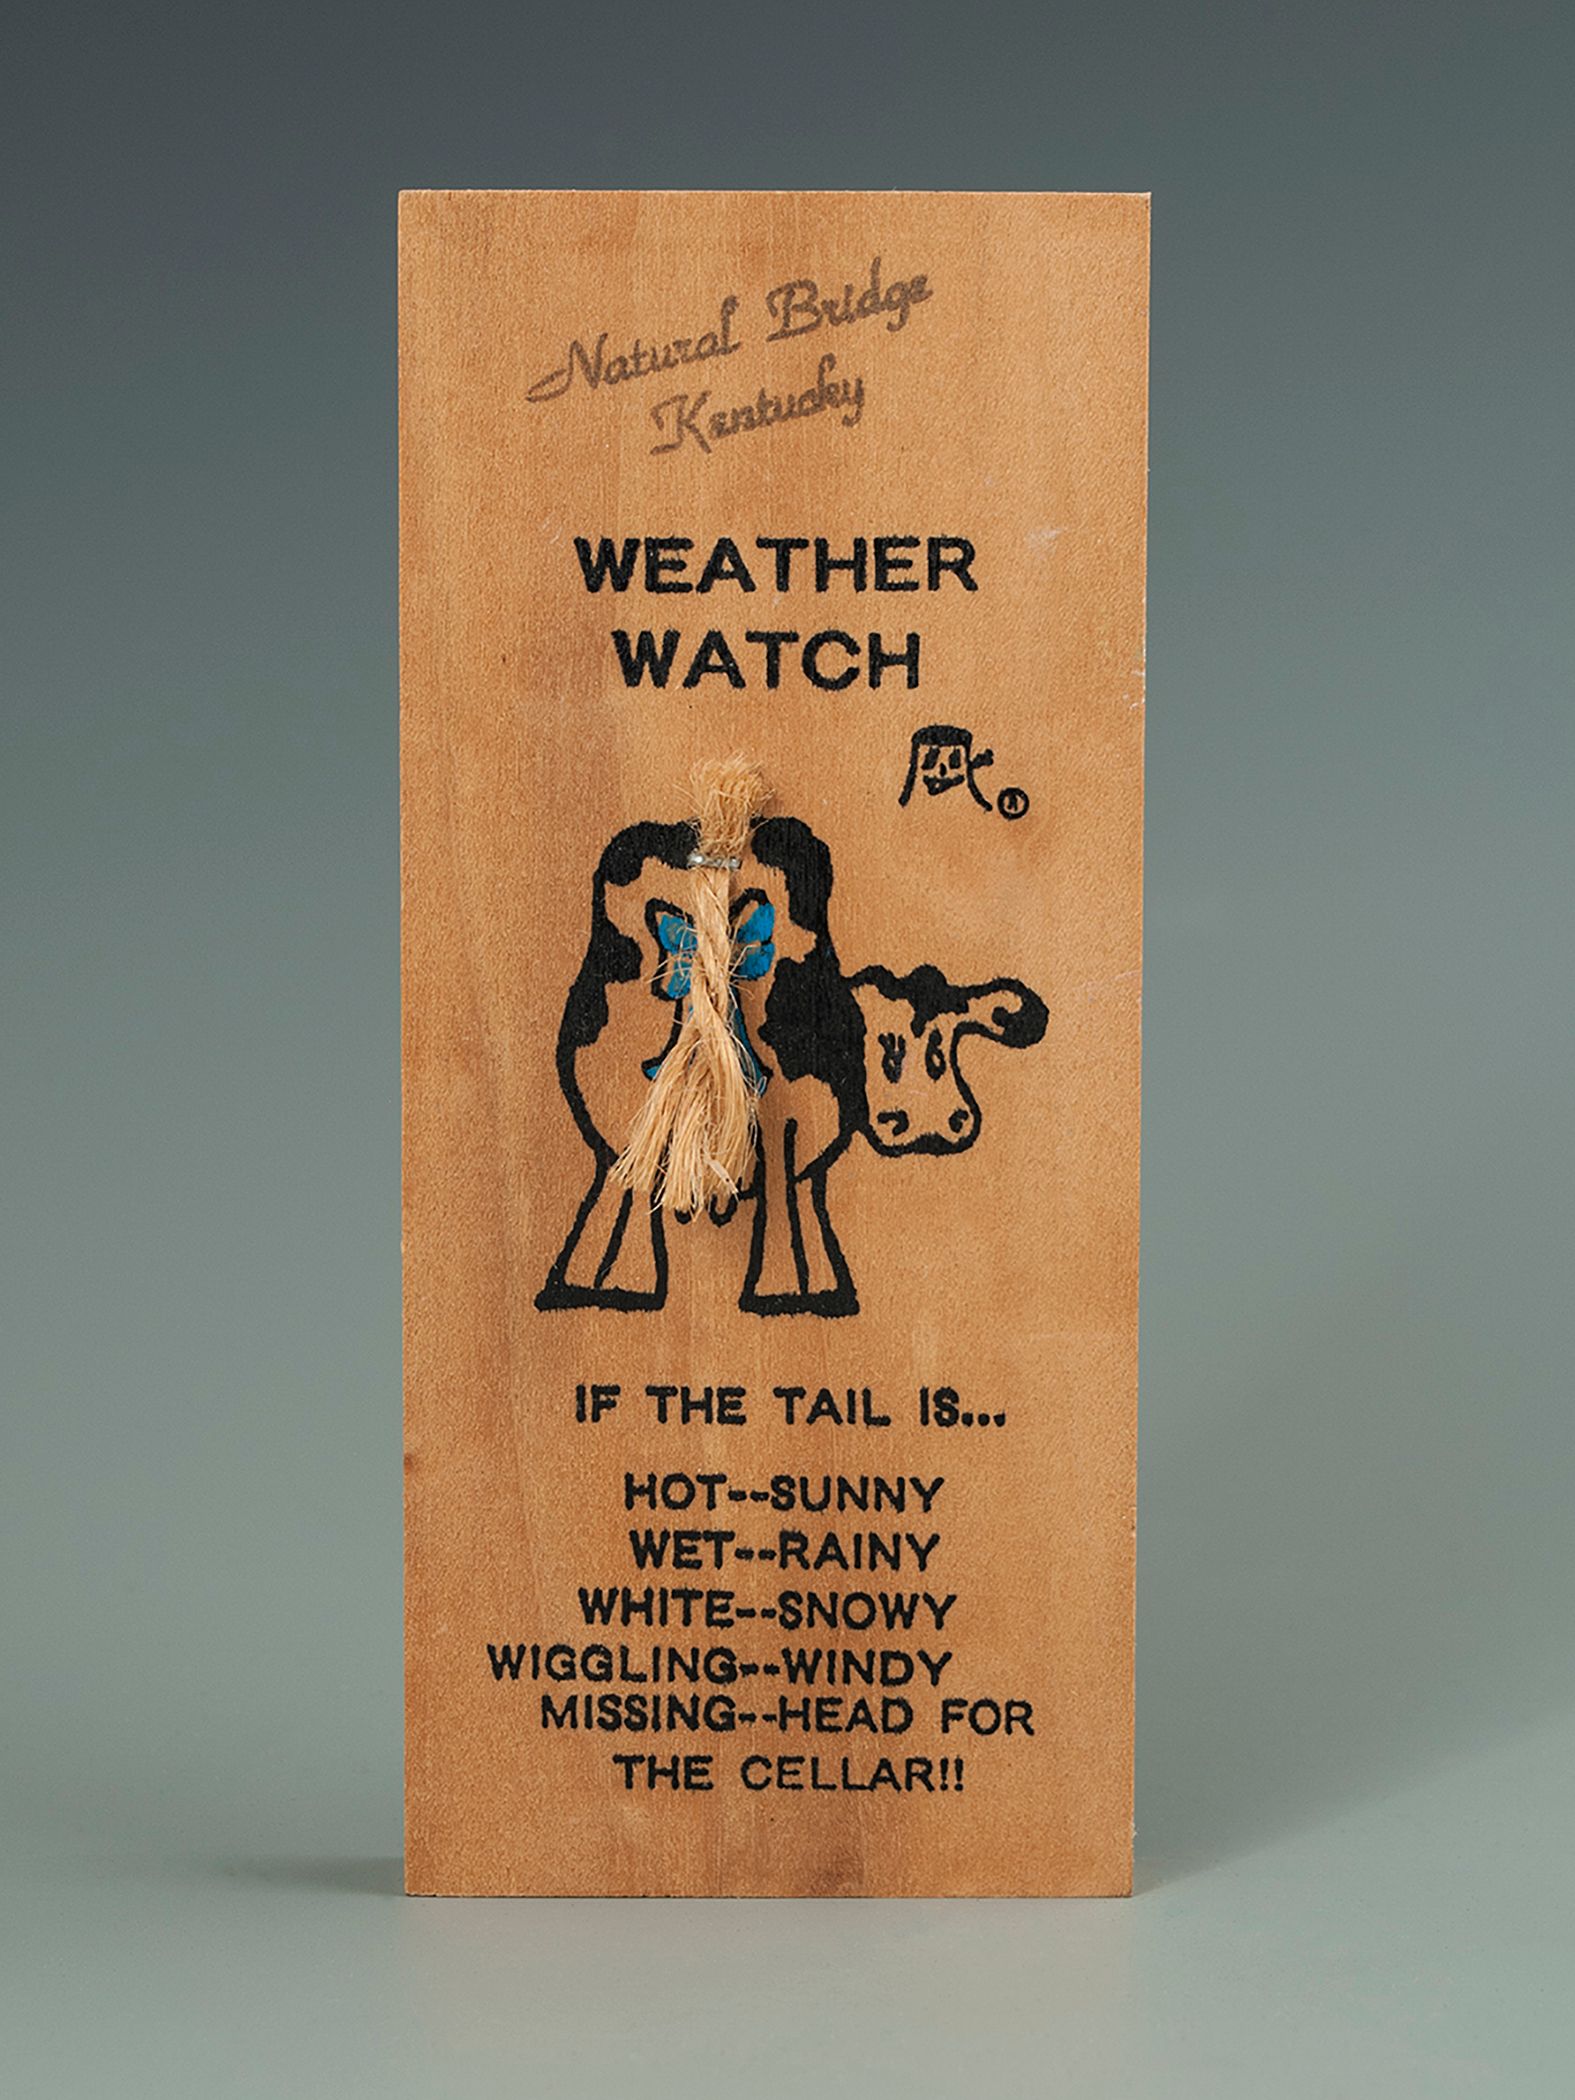 Natural Bridge
Kentucky
WEATHER
WATCH
®
IF THE TAIL IS...
HOT--SUNNY
WET--RAINY
WHITE--SNOWY
WIGGLING--WINDY
MISSING--HEAD FOR
THE CELLAR!!